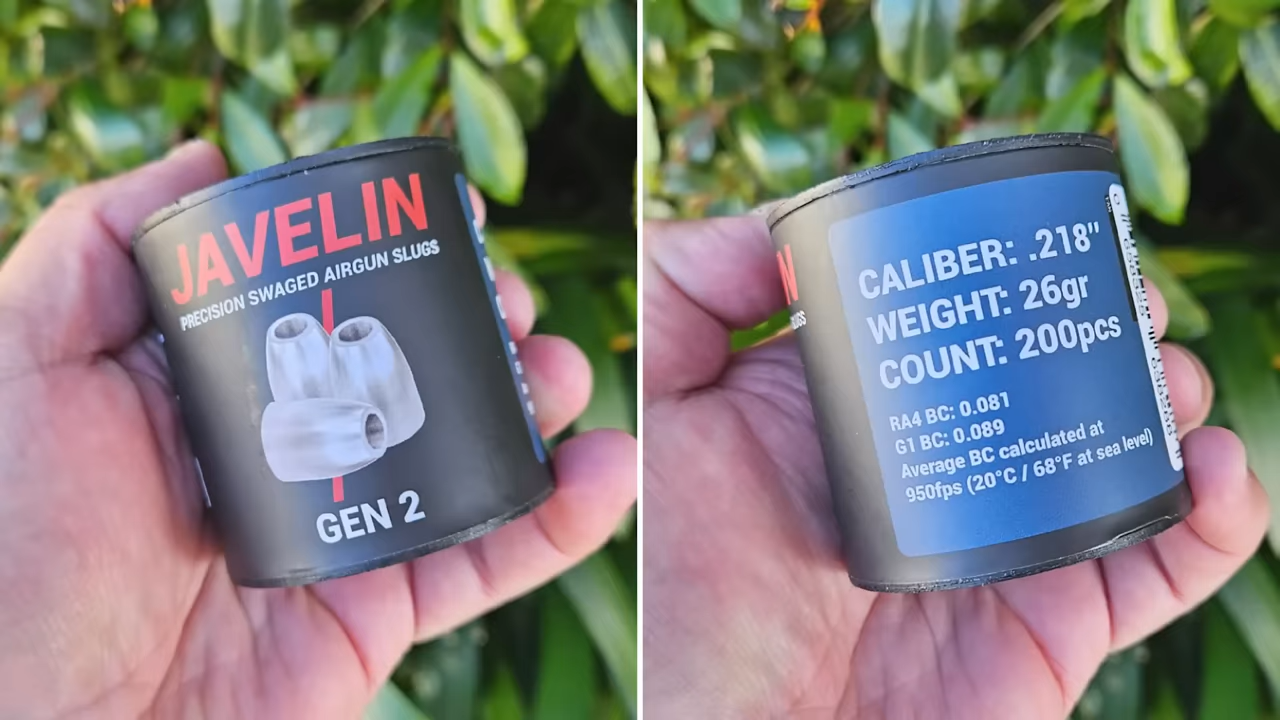 JAVELIN
PRECISION SWAGED AIRGUN SLUGS
GEN 2
CALIBER: .218"
WEIGHT: 26gr
COUNT: 200pcs
RA4 BC: 0.081
G1 BC: 0.089
Average BC calculated at
950fps (20°C / 68°F at sea level)